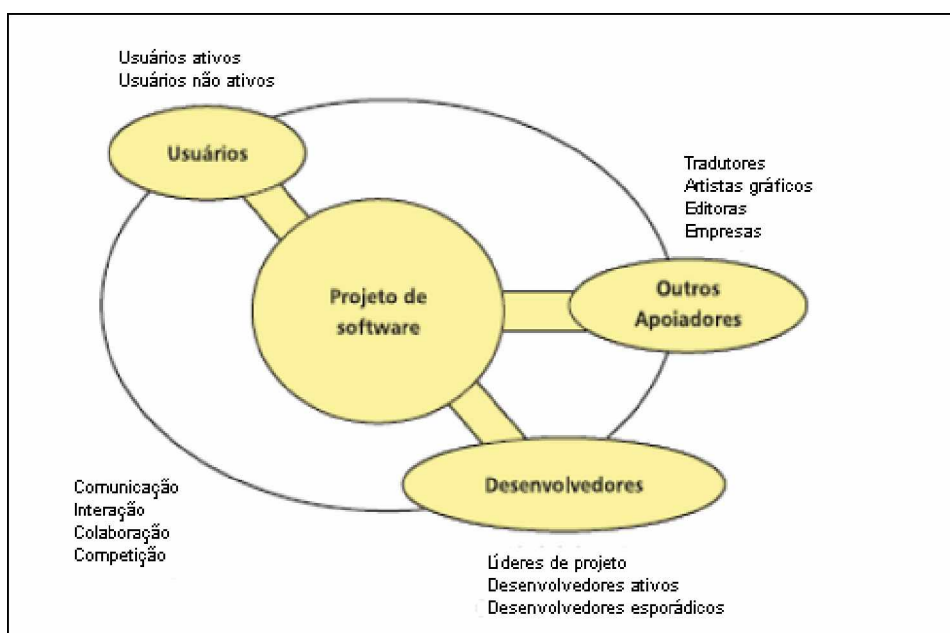 Usuários ativos
Usuários não ativos
Usuários
Tradutores
Artistas gráficos
Editoras
Empresas
Projeto de
software
Outros
Apoiadores
Desenvolvedores
Comunicação
Interação
Colaboração
Competição
Líderes de projeto
Desenvolvedores ativos
Desenvolvedores esporádicos